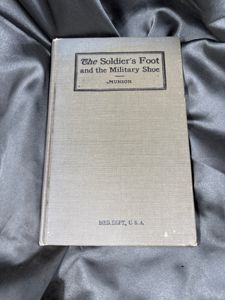 The Soldier's Foot
and the Military Shoe
MUNSON
MED. DEPT., U. S. A.